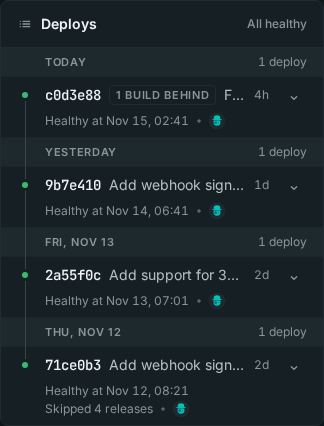 Deploys All healthy
TODAY 1 deploy
c0d3e88 1 BUILD BEHIND F... 4h
Healthy at Nov 15, 02:41 •
YESTERDAY 1 deploy
9b7e410 Add webhook sign... 1d
Healthy at Nov 14, 06:41 •
FRI, NOV 13 1 deploy
2a55f0c Add support for 3... 2d
Healthy at Nov 13, 07:01 •
THU, NOV 12 1 deploy
71ce0b3 Add webhook sign... 2d
Healthy at Nov 12, 08:21
Skipped 4 releases •